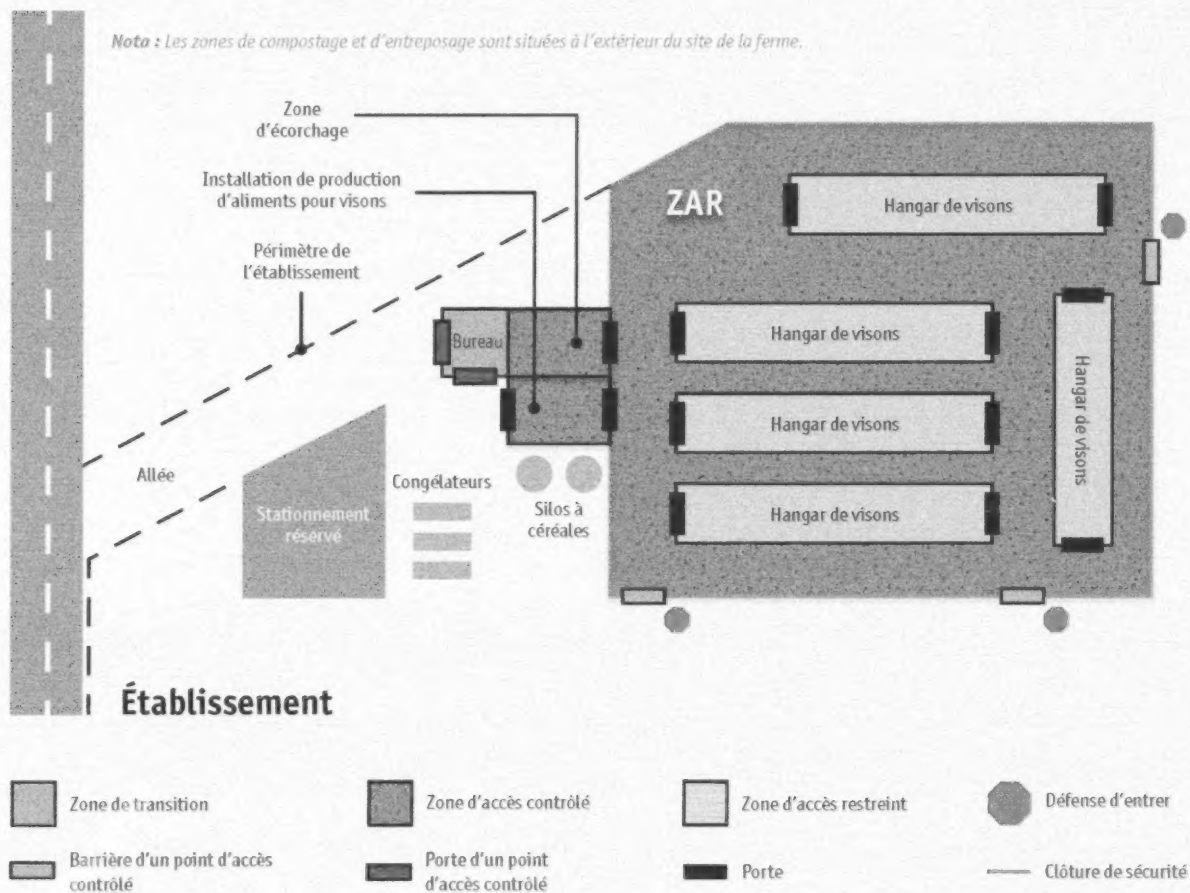 Nota : Les zones de compostage et d'entreposage sont situées à l'extérieur du site de la ferme.
Zone
d'écorchage
Installation de production
d'aliments pour visons
Périmètre de
l'établissement
ZAR
Hangar de visons
Bureau
Hangar de visons
Hangar de visons
Hangar de visons
Hangar de visons
Allée
Stationnement
réservé
Congélateurs
Silos à
céréales
Établissement
Zone de transition
Zone d'accès contrôlé
Zone d'accès restreint
Défense d'entrer
Barrière d'un point d'accès
contrôlé
Porte d'un point
d'accès contrôlé
Porte
Clôture de sécurité